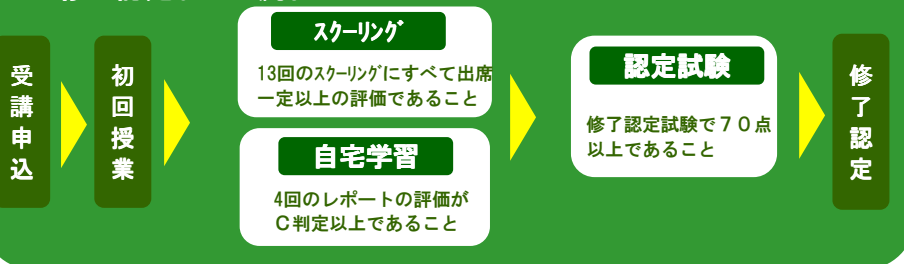 受講申込
初回授業
スクーリング
13回のスクーリングにすべて出席
一定以上の評価であること
自宅学習
4回のレポートの評価が
C判定以上であること
認定試験
修了認定試験で70点
以上であること
修了認定